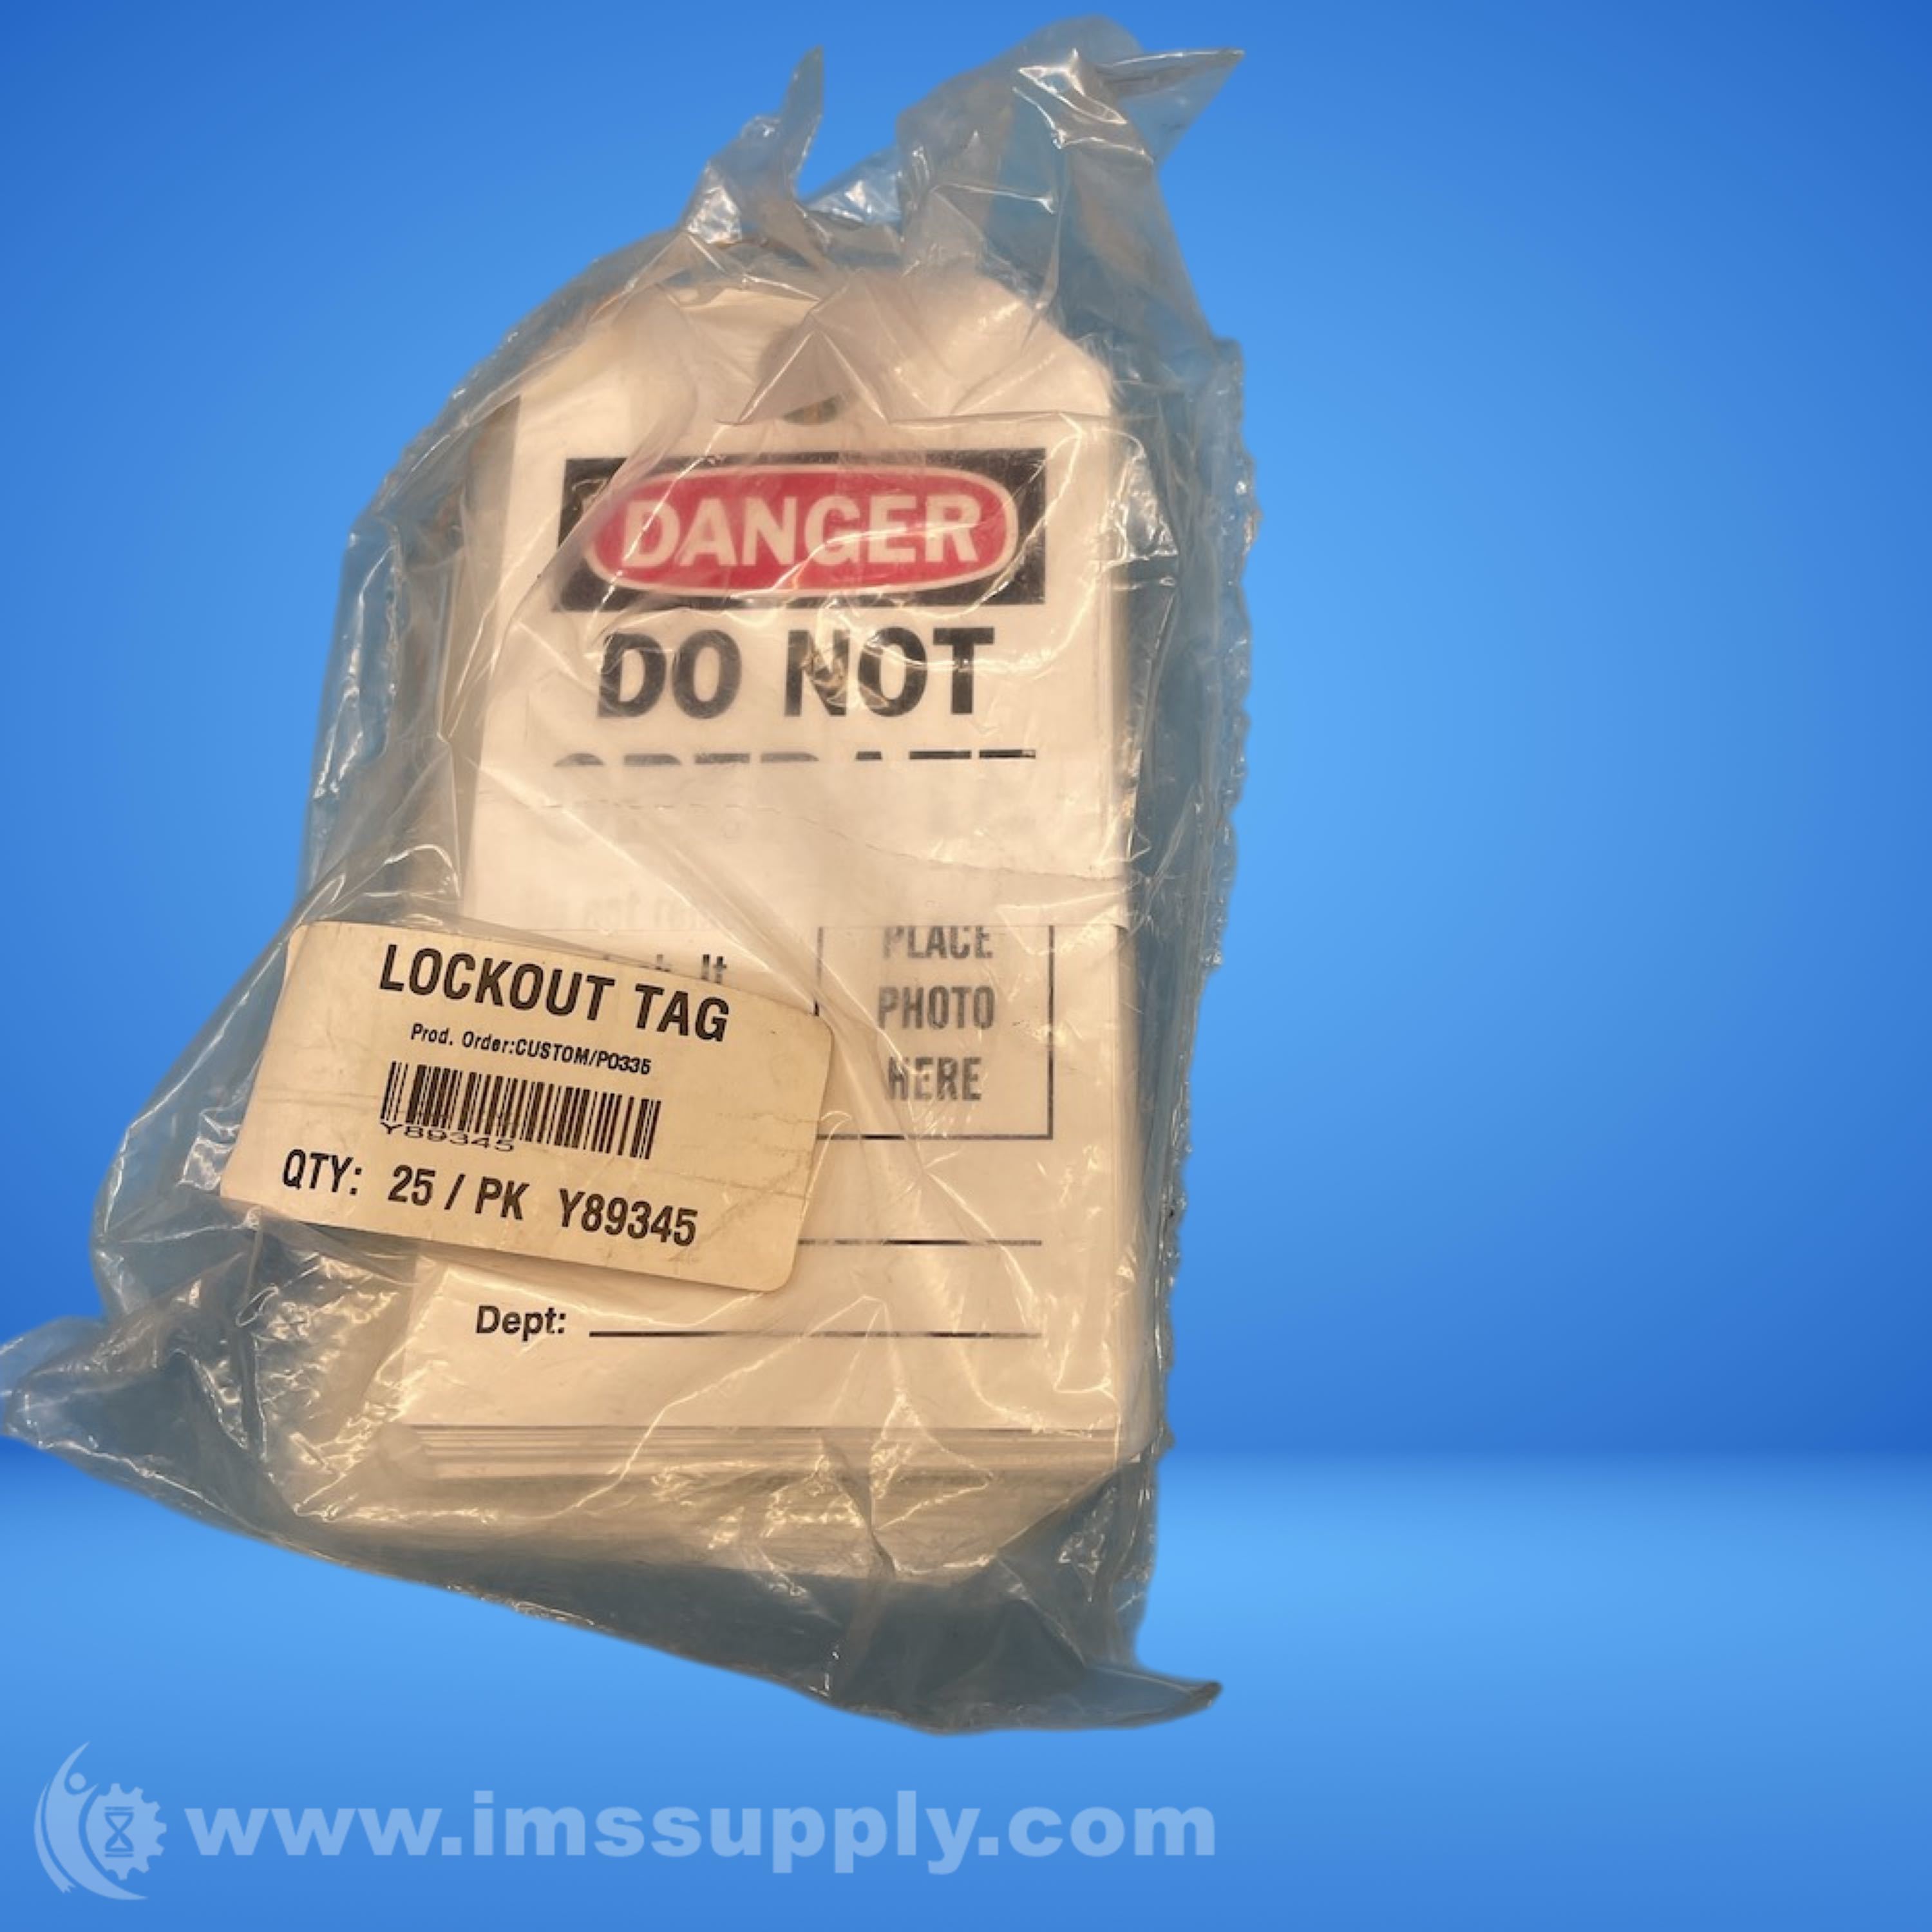 DANGER
DO NOT
OPERATE
PLACE
PHOTO
HERE
LOCKOUT TAG
Prod. Order:CUSTOM/P0335
Y89345
QTY: 25 / PK Y89345
Dept:
www.imssupply.com